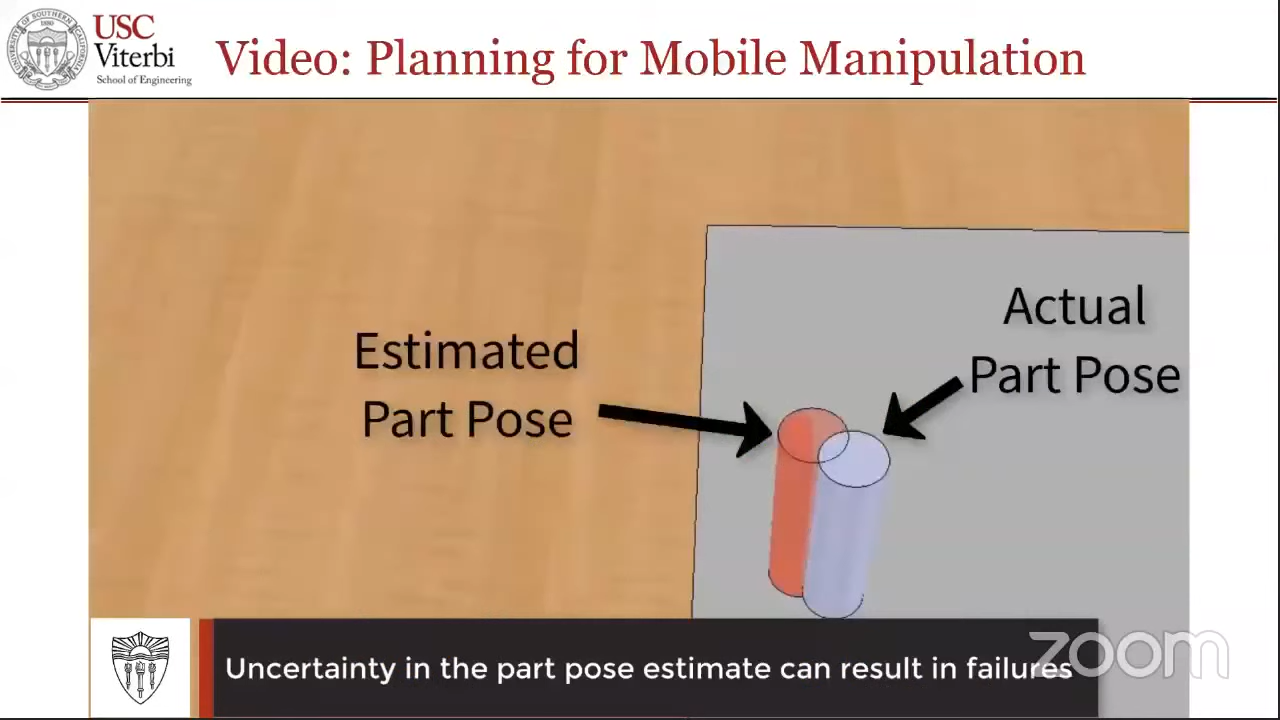 USC
Viterbi
School of Engineering
Video: Planning for Mobile Manipulation
Estimated
Part Pose
Actual
Part Pose
Uncertainty in the part pose estimate can result in failures
zoom